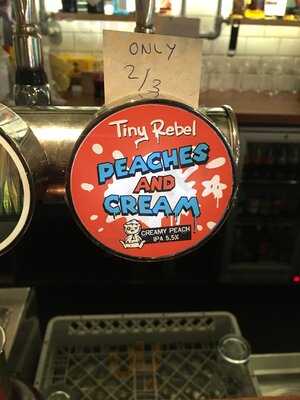 ONLY
2/3
Tiny Rebel
PEACHES
AND
CREAM
CREAMY PEACH
IPA 5.5%